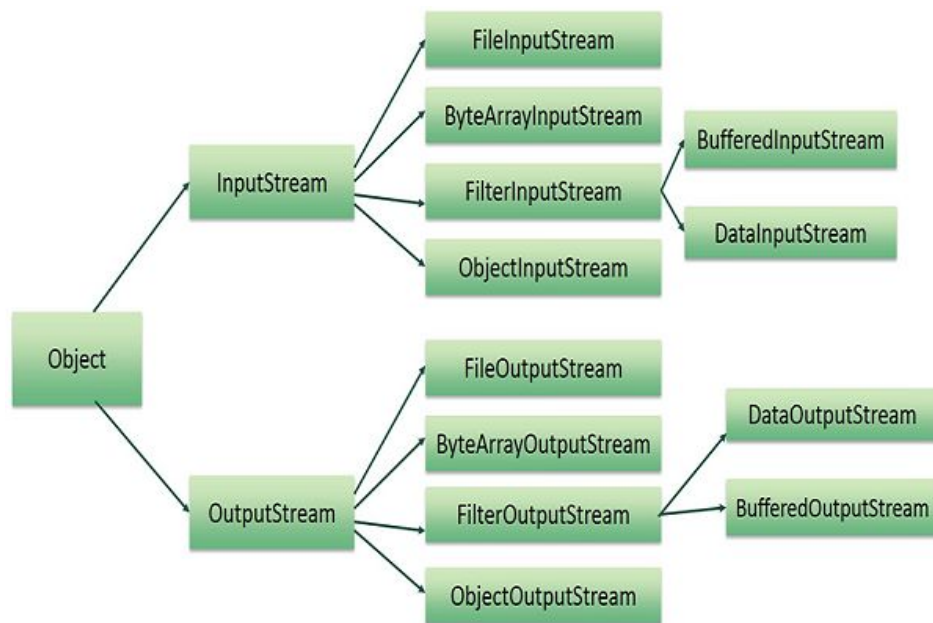 Object
InputStream
FileInputStream
ByteArrayInputStream
FilterInputStream
BufferedInputStream
DataInputStream
ObjectInputStream
OutputStream
FileOutputStream
ByteArrayOutputStream
FilterOutputStream
DataOutputStream
BufferedOutputStream
ObjectOutputStream